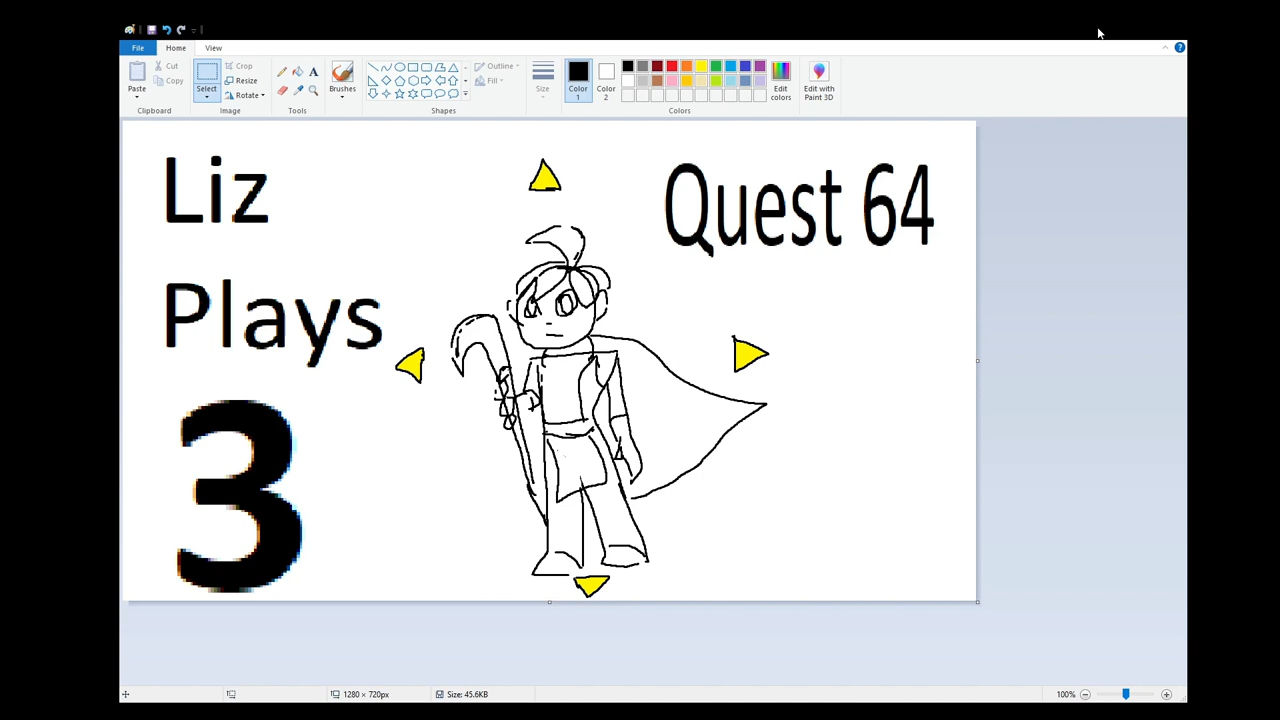 File Home View
Cut
Copy
Paste
Clipboard
Crop
Resize
Rotate
Select
Image
A
Tools
Brushes
Outline
Fill
Shapes
Size
Color 1
Color 2
Edit colors
Colors
Edit with Paint 3D
Liz
Plays
3
Quest 64
1280 × 720px
Size: 45.6KB
100%